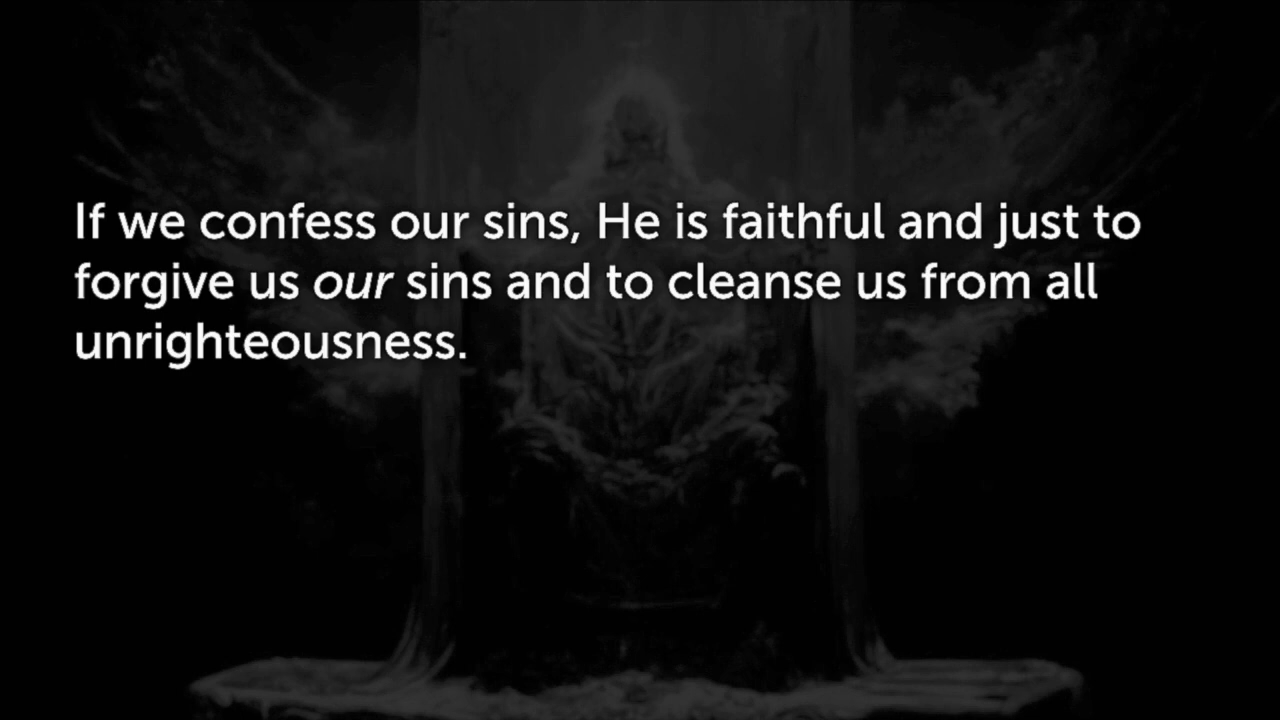 If we confess our sins, He is faithful and just to
forgive us our sins and to cleanse us from all
unrighteousness.